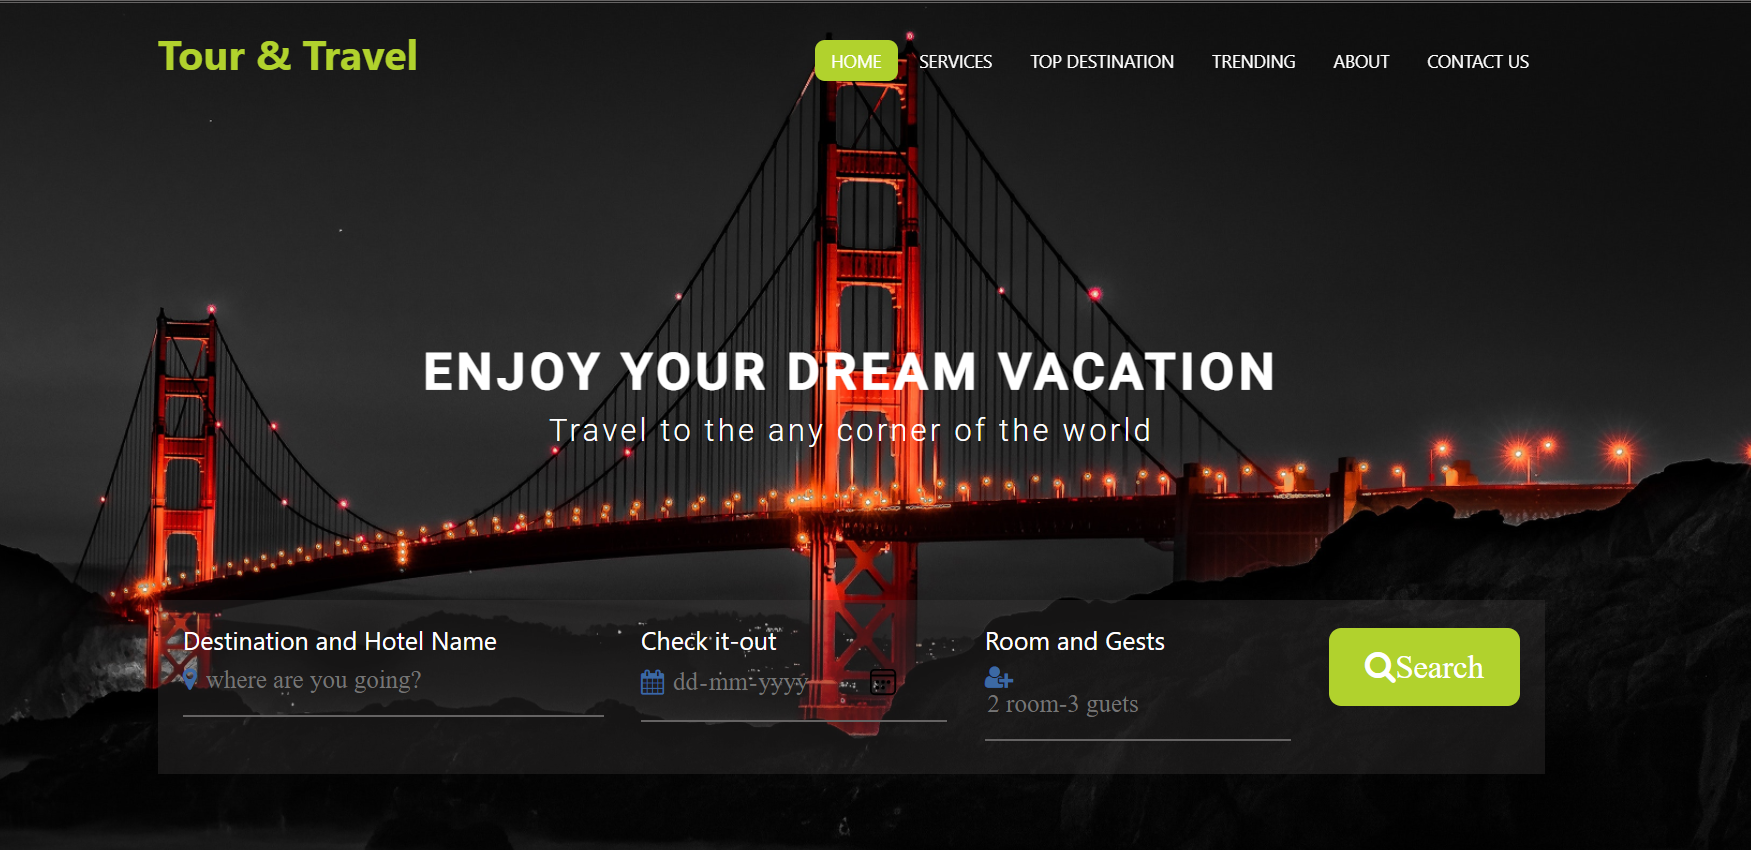 Tour & Travel
HOME SERVICES TOP DESTINATION TRENDING ABOUT CONTACT US
ENJOY YOUR DREAM VACATION
Travel to the any corner of the world
Destination and Hotel Name
where are you going?
Check it-out
dd-mm-yyyy
Room and Gests
2 room-3 guets
Search